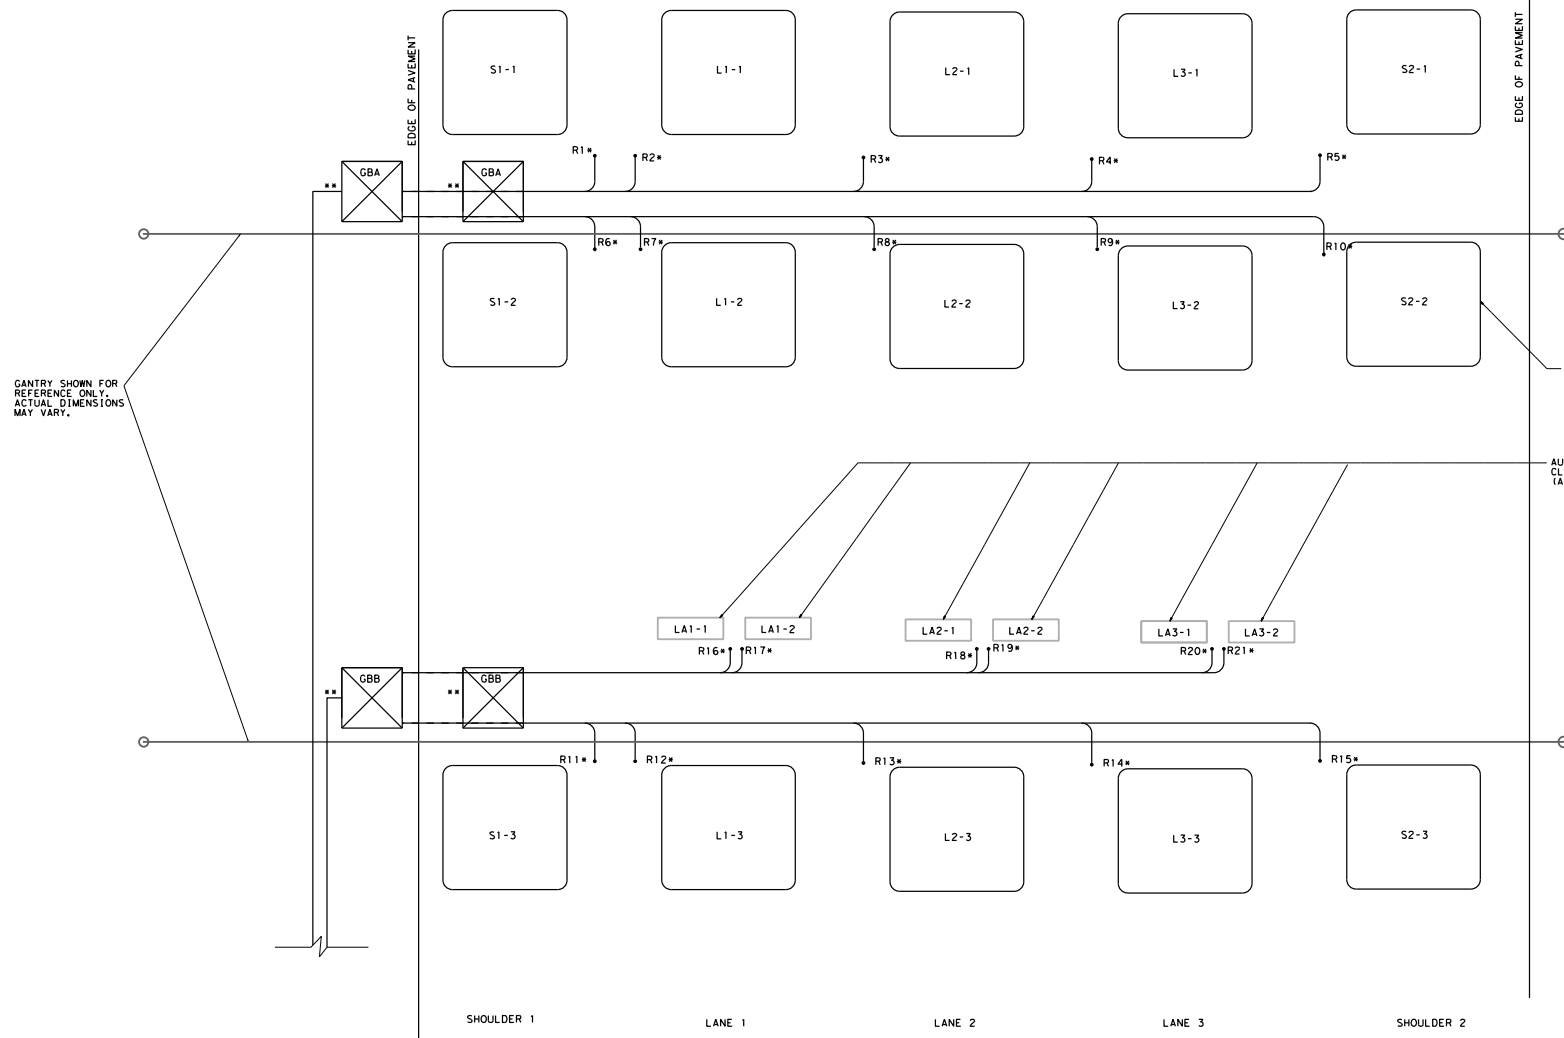 EDGE OF PAVEMENT
EDGE OF PAVEMENT
S1-1
L1-1
L2-1
L3-1
S2-1
R1*
R2*
R3*
R4*
R5*
GBA
GBA
**
**
R6*
R7*
R8*
R9*
R10*
S1-2
L1-2
L2-2
L3-2
S2-2
GANTRY SHOWN FOR
REFERENCE ONLY.
ACTUAL DIMENSIONS
MAY VARY.
AU
CL
(A
LA1-1
LA1-2
LA2-1
LA2-2
LA3-1
LA3-2
R16*
R17*
R18*
R19*
R20*
R21*
GBB
GBB
**
**
R11*
R12*
R13*
R14*
R15*
S1-3
L1-3
L2-3
L3-3
S2-3
SHOULDER 1
LANE 1
LANE 2
LANE 3
SHOULDER 2